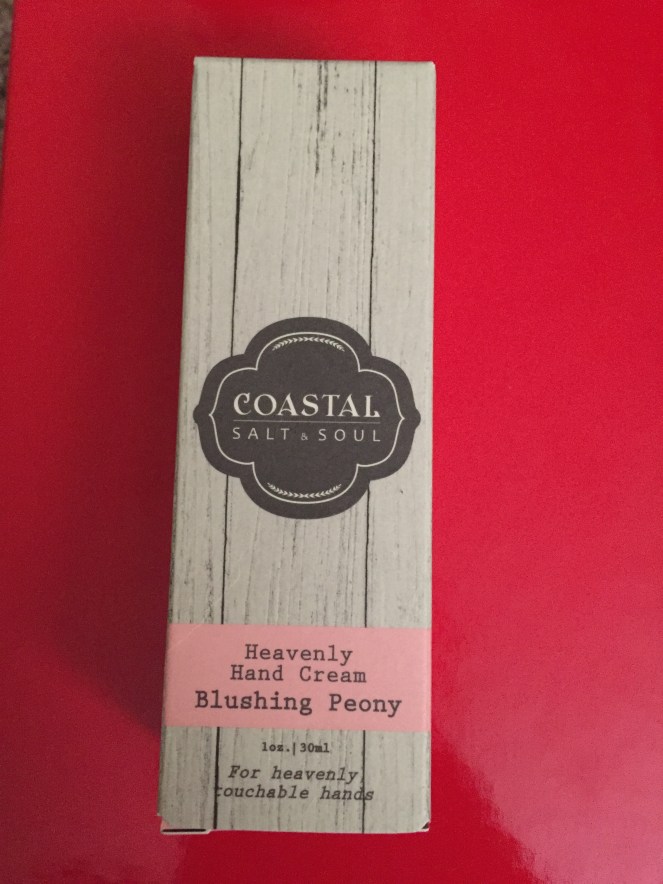 COASTAL
SALT & SOUL
Heavenly
Hand Cream
Blushing Peony
1oz.|30ml
For heavenly
touchable hands